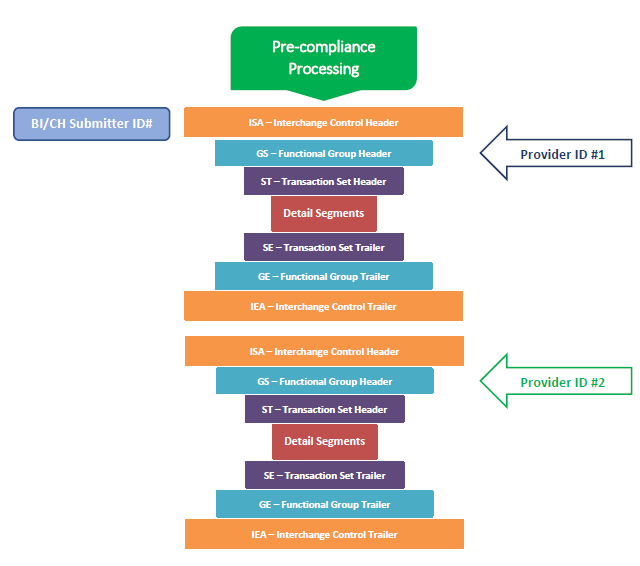 Pre-compliance
Processing
BI/CH Submitter ID#
ISA – Interchange Control Header
GS – Functional Group Header
Provider ID #1
ST – Transaction Set Header
Detail Segments
SE – Transaction Set Trailer
GE – Functional Group Trailer
IEA – Interchange Control Trailer
ISA – Interchange Control Header
GS – Functional Group Header
Provider ID #2
ST – Transaction Set Header
Detail Segments
SE – Transaction Set Trailer
GE – Functional Group Trailer
IEA – Interchange Control Trailer